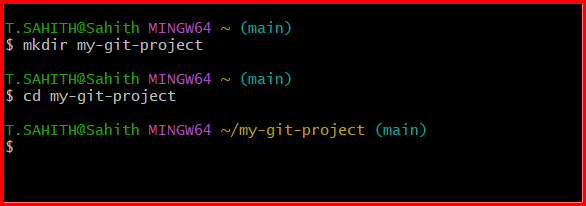 T.SAHITH@Sahith MINGW64 ~ (main)
$ mkdir my-git-project
T.SAHITH@Sahith MINGW64 ~ (main)
$ cd my-git-project
T.SAHITH@Sahith MINGW64 ~/my-git-project (main)
$